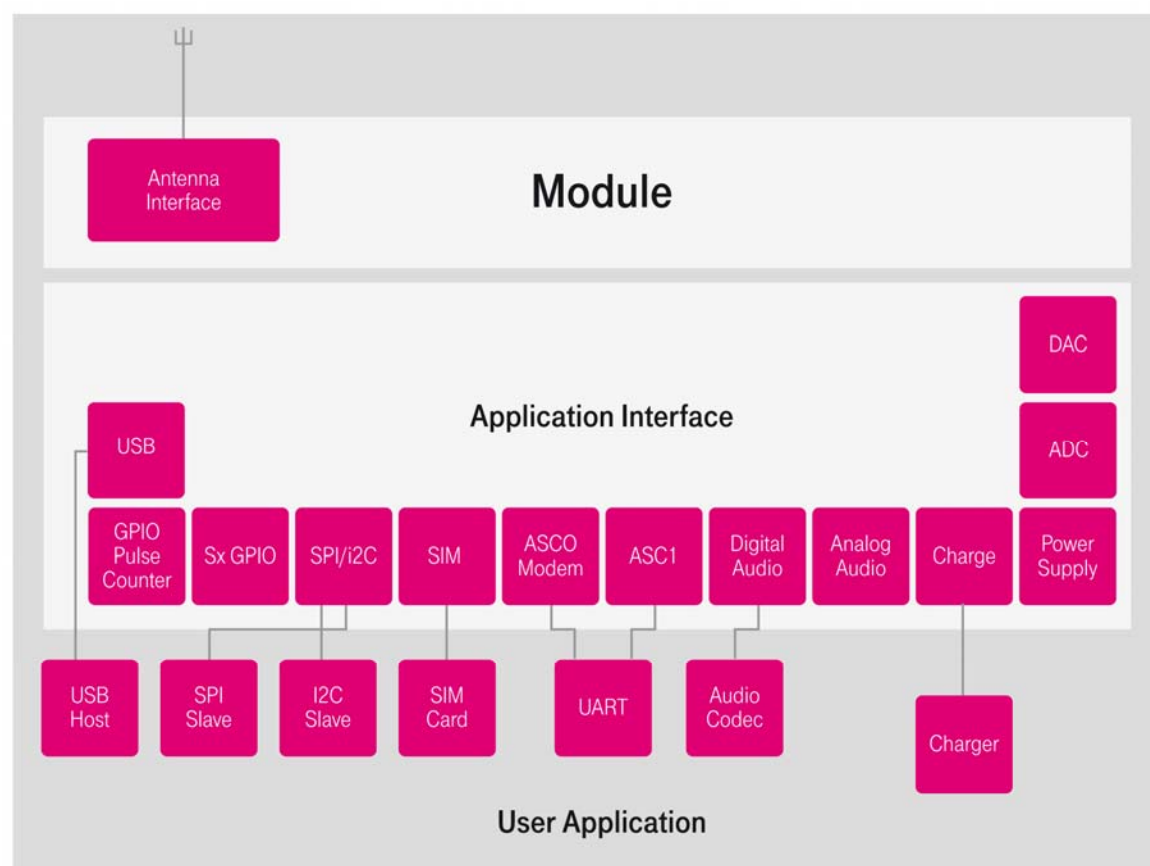 Antenna
Interface
Module
DAC
Application Interface
USB
ADC
GPIO
Pulse
Counter
Sx GPIO
SPI/i2C
SIM
ASCO
Modem
ASC1
Digital
Audio
Analog
Audio
Charge
Power
Supply
USB
Host
SPI
Slave
I2C
Slave
SIM
Card
UART
Audio
Codec
Charger
User Application